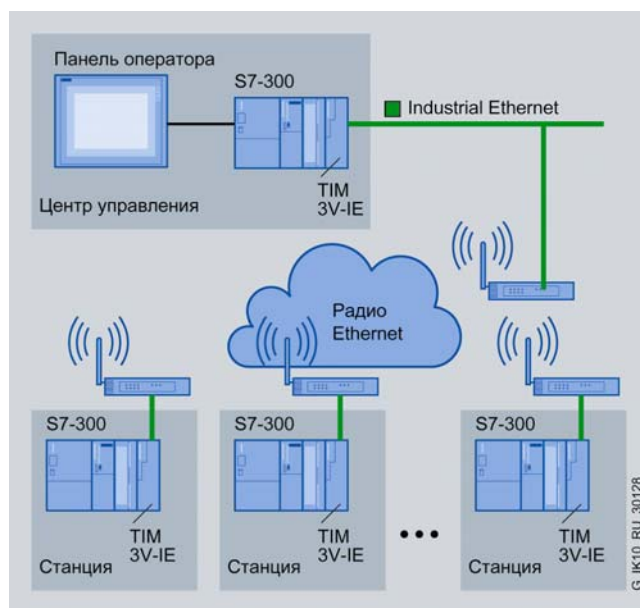 Панель оператора
S7-300
Industrial Ethernet
TIM
3V-IE
Центр управления
Радио
Ethernet
S7-300
S7-300
S7-300
TIM
3V-IE
TIM
3V-IE
TIM
3V-IE
Станция
Станция
Станция
G_IK10_RU_30128